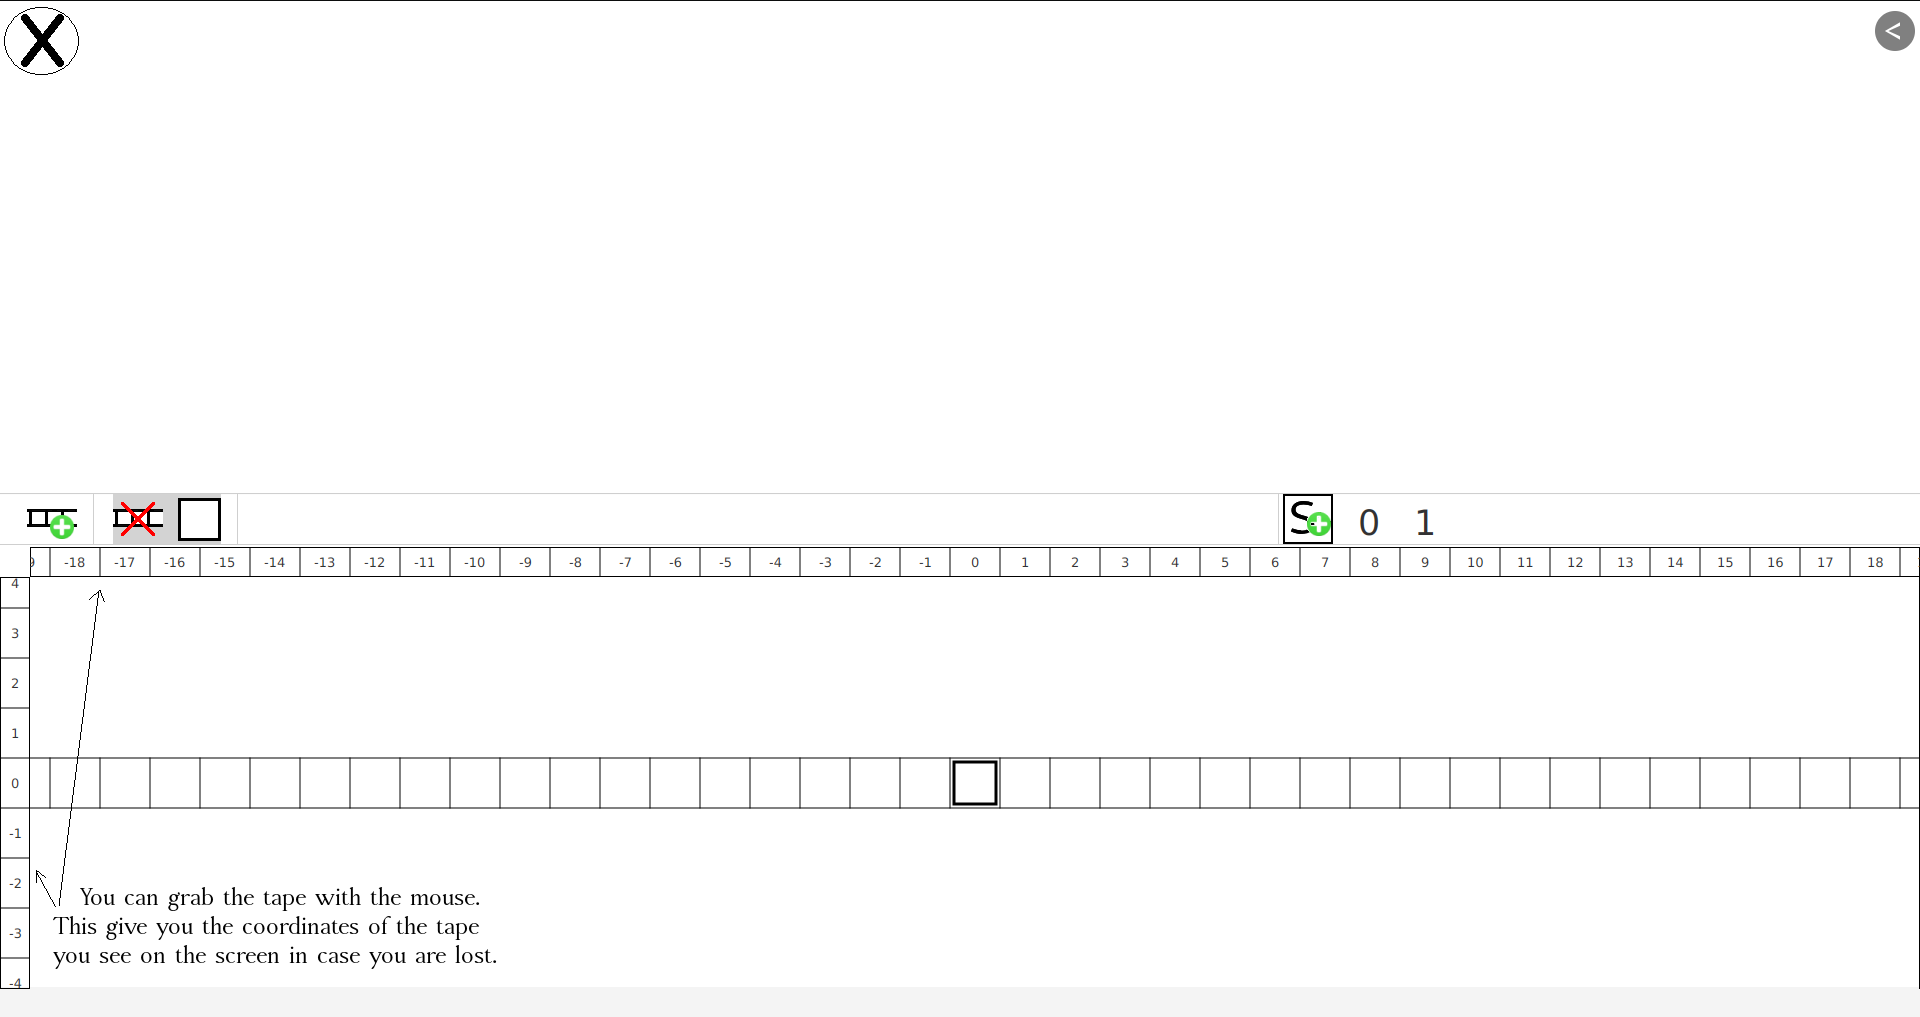 X
<
S 0 1
9 -18 -17 -16 -15 -14 -13 -12 -11 -10 -9 -8 -7 -6 -5 -4 -3 -2 -1 0 1 2 3 4 5 6 7 8 9 10 11 12 13 14 15 16 17 18
4
3
2
1
0
-1
-2
-3
-4
You can grab the tape with the mouse.
This give you the coordinates of the tape
you see on the screen in case you are lost.